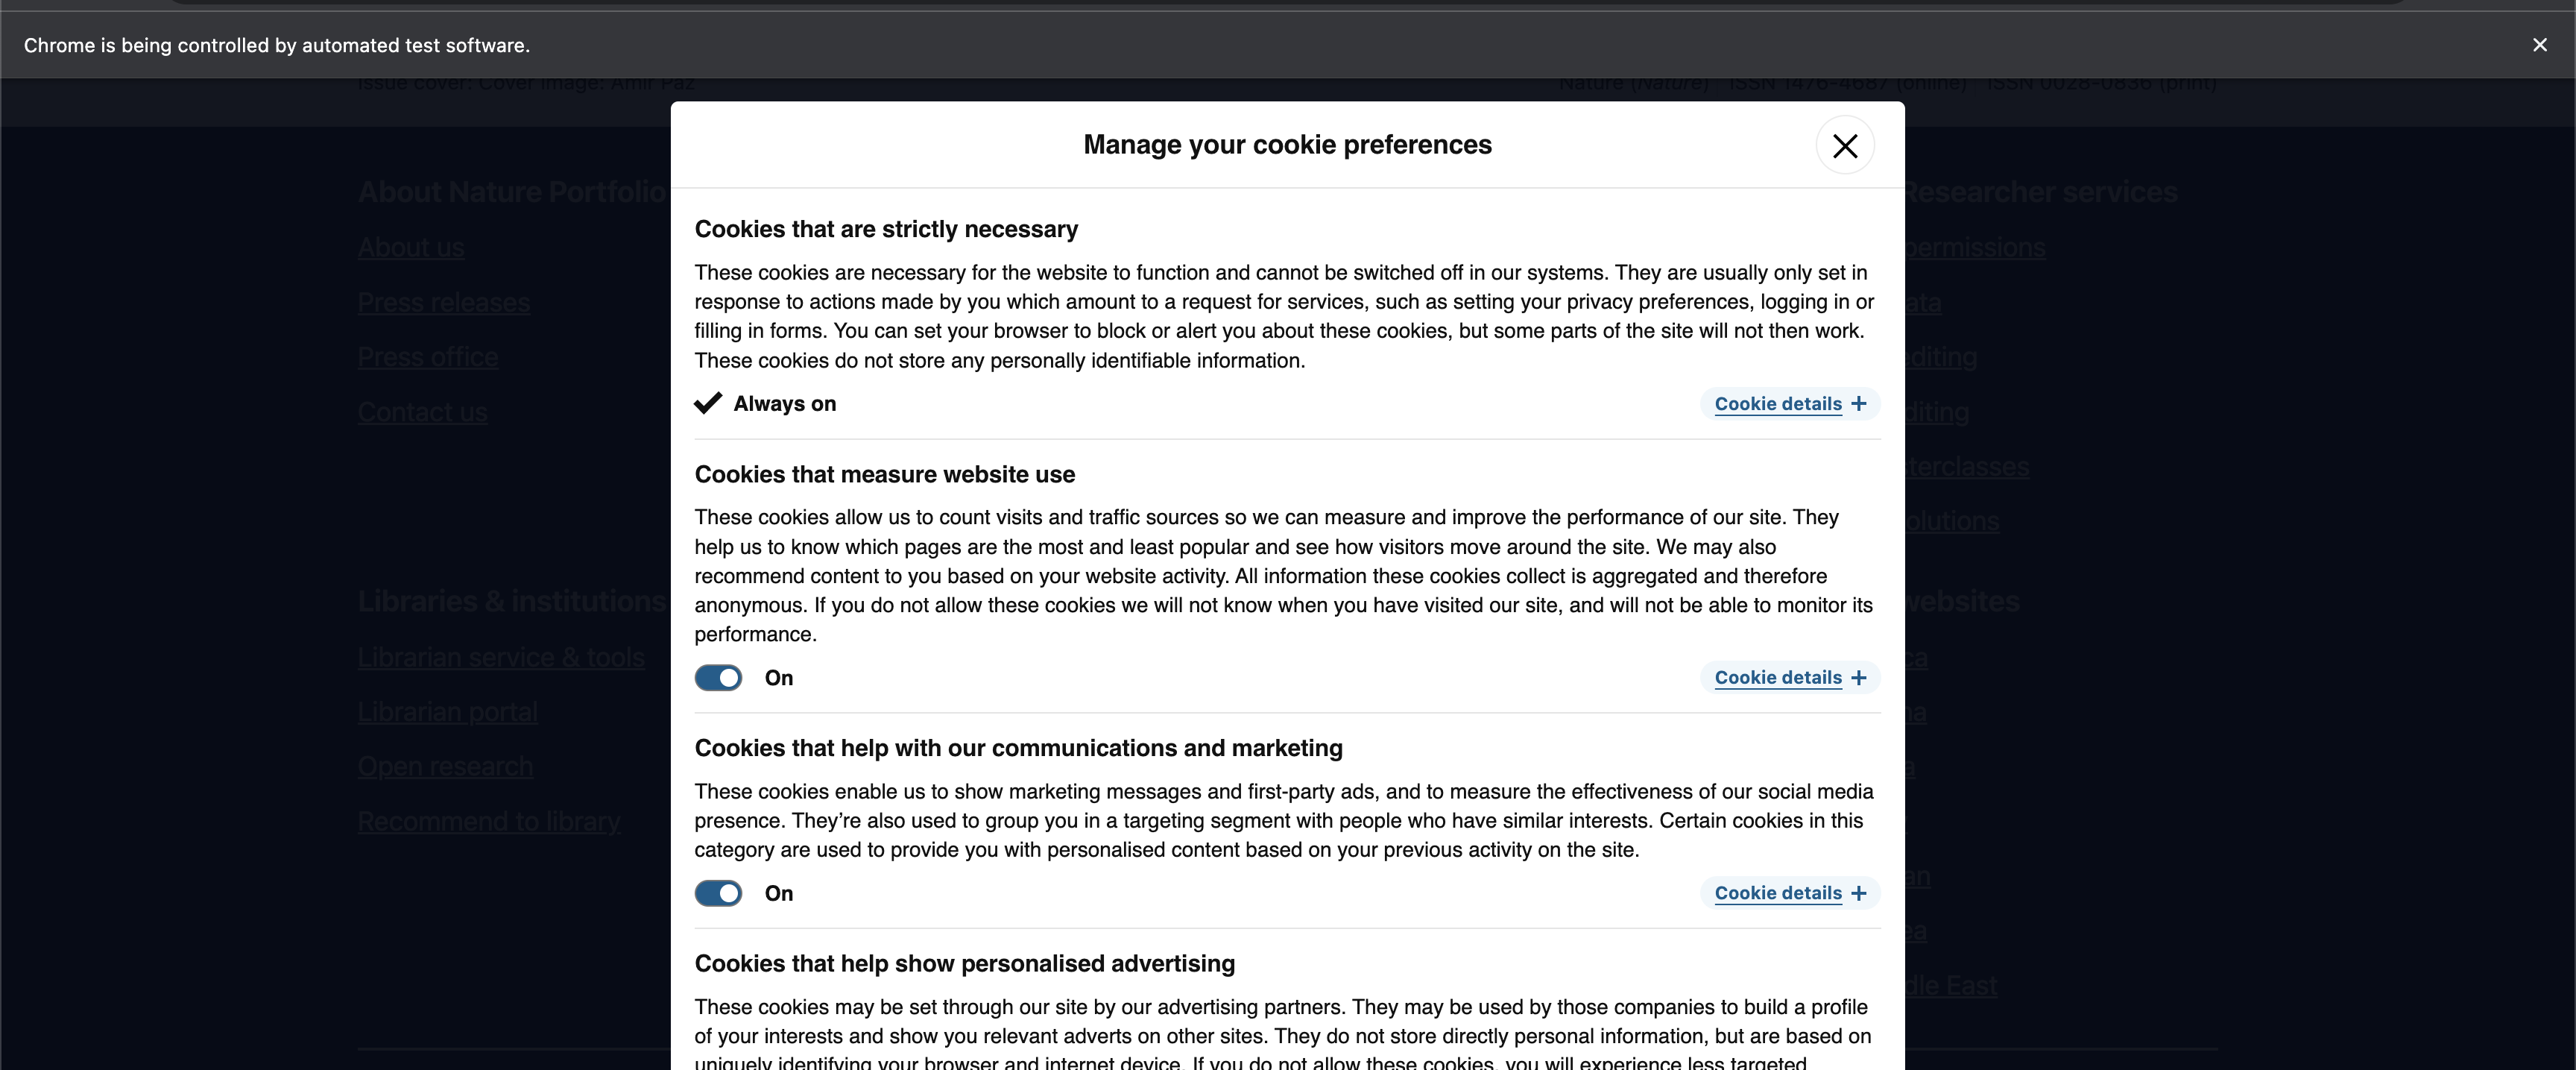 Chrome is being controlled by automated test software.
Issue cover: Cover image: Amir Paz
Nature (Nature) ISSN 1476-4687 (online) ISSN 0028-0836 (print)
Manage your cookie preferences
About Nature Portfolio
About us
Press releases
Press office
Contact us
Libraries & institutions
Librarian service & tools
Librarian portal
Open research
Recommend to library
Cookies that are strictly necessary
These cookies are necessary for the website to function and cannot be switched off in our systems. They are usually only set in
response to actions made by you which amount to a request for services, such as setting your privacy preferences, logging in or
filling in forms. You can set your browser to block or alert you about these cookies, but some parts of the site will not then work.
These cookies do not store any personally identifiable information.
Always on
Cookie details +
Cookies that measure website use
These cookies allow us to count visits and traffic sources so we can measure and improve the performance of our site. They
help us to know which pages are the most and least popular and see how visitors move around the site. We may also
recommend content to you based on your website activity. All information these cookies collect is aggregated and therefore
anonymous. If you do not allow these cookies we will not know when you have visited our site, and will not be able to monitor its
performance.
On
Cookie details +
Cookies that help with our communications and marketing
These cookies enable us to show marketing messages and first-party ads, and to measure the effectiveness of our social media
presence. They’re also used to group you in a targeting segment with people who have similar interests. Certain cookies in this
category are used to provide you with personalised content based on your previous activity on the site.
On
Cookie details +
Cookies that help show personalised advertising
These cookies may be set through our site by our advertising partners. They may be used by those companies to build a profile
of your interests and show you relevant adverts on other sites. They do not store directly personal information, but are based on
uniquely identifying your browser and internet device. If you do not allow these cookies, you will experience less targeted
Researcher services
permissions
editing
websites
East